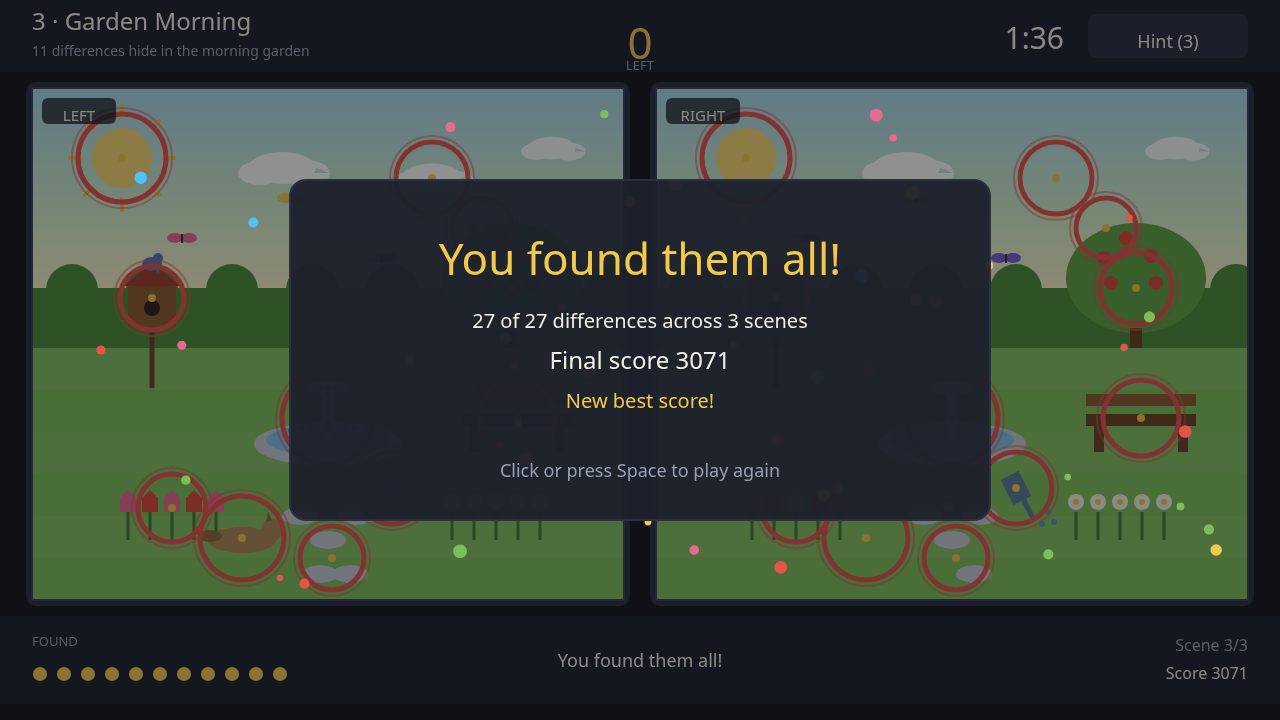 3 · Garden Morning
11 differences hide in the morning garden
0
LEFT
1:36
Hint (3)
LEFT
RIGHT
You found them all!
27 of 27 differences across 3 scenes
Final score 3071
New best score!
Click or press Space to play again
FOUND
You found them all!
Scene 3/3
Score 3071